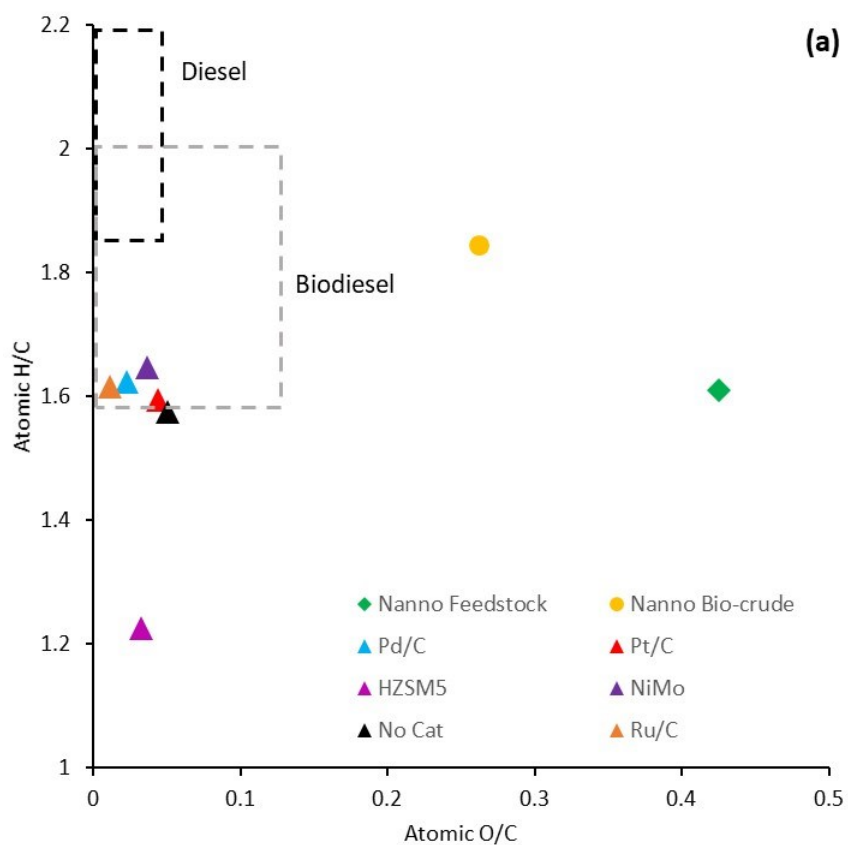 2.2
(a)
Diesel
2
Biodiesel
1.8
1.6
Atomic H/C
1.4
Nanno Feedstock Nanno Bio-crude
1.2
Pd/C Pt/C
HZSM5 NiMo
No Cat Ru/C
1
0 0.1 0.2 0.3 0.4 0.5
Atomic O/C